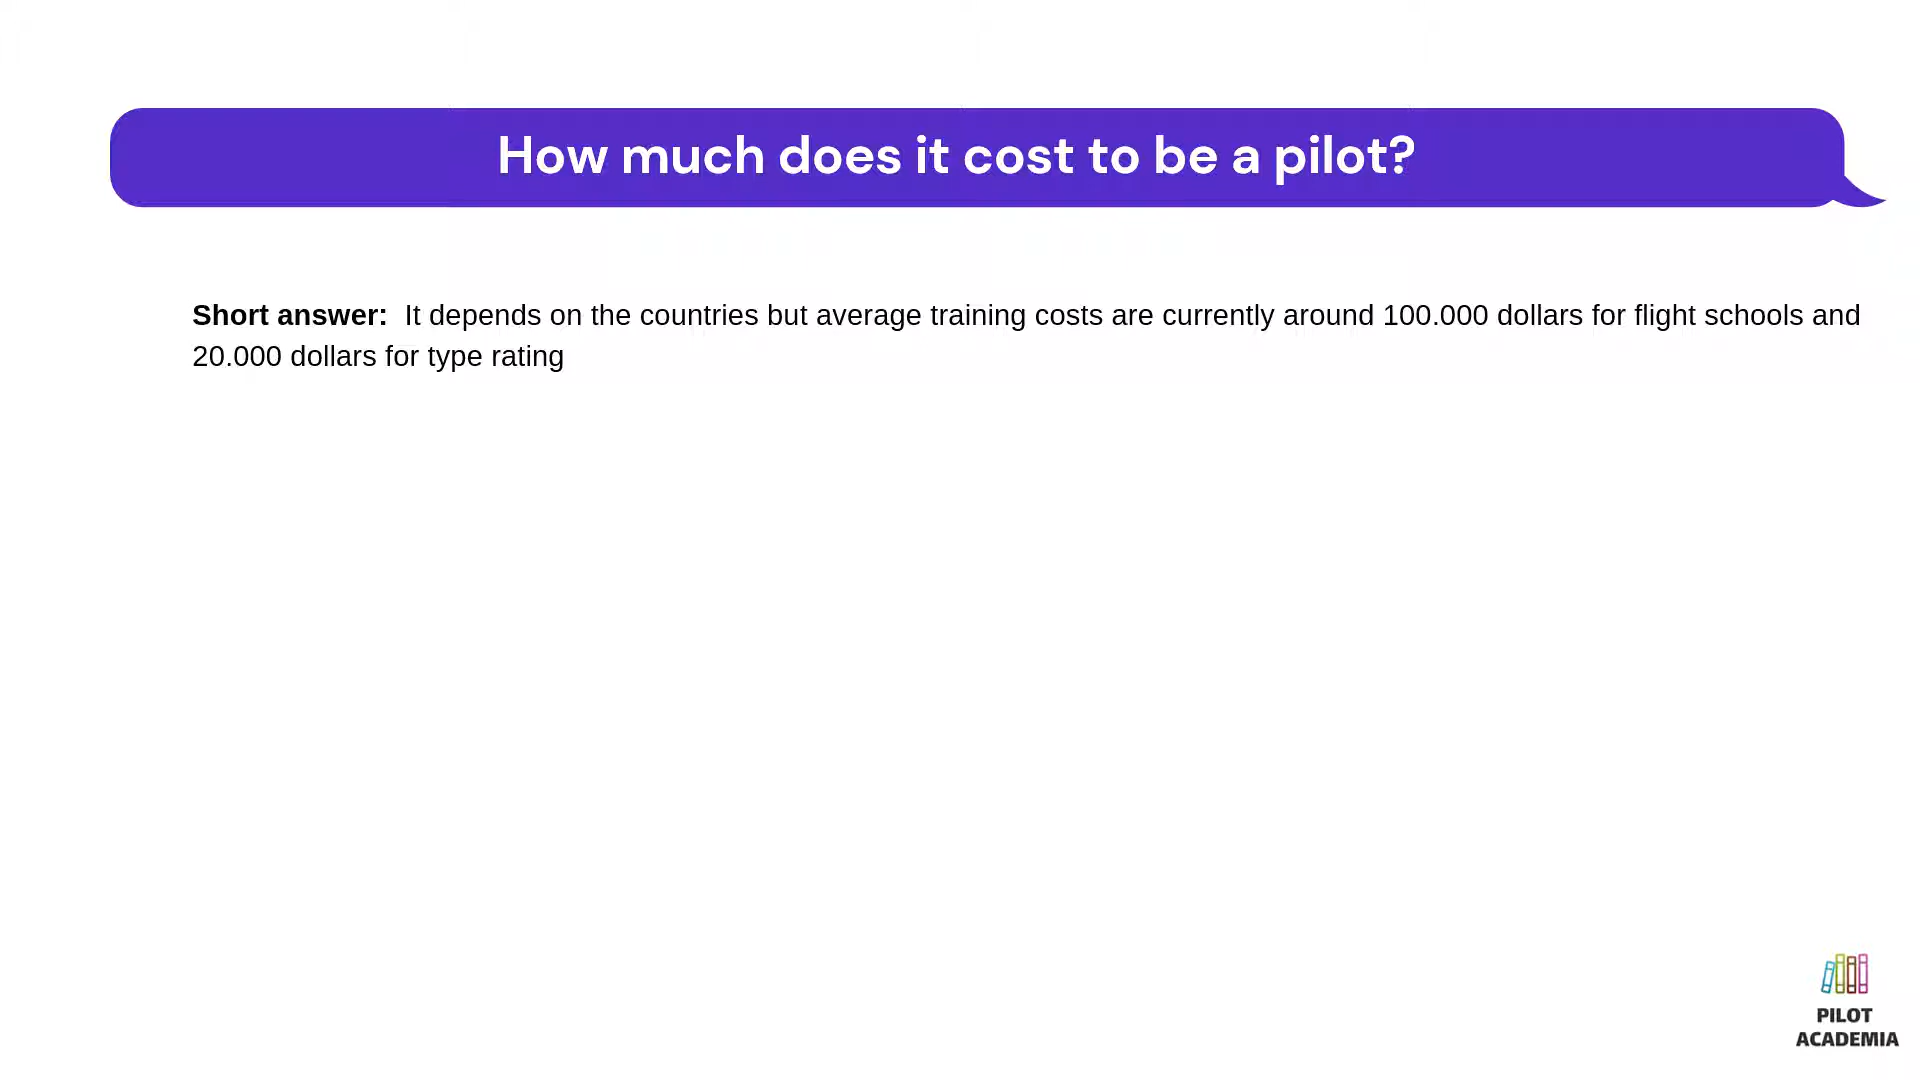 How much does it cost to be a pilot?
Short answer: It depends on the countries but average training costs are currently around 100.000 dollars for flight schools and
20.000 dollars for type rating
PILOT
ACADEMIA